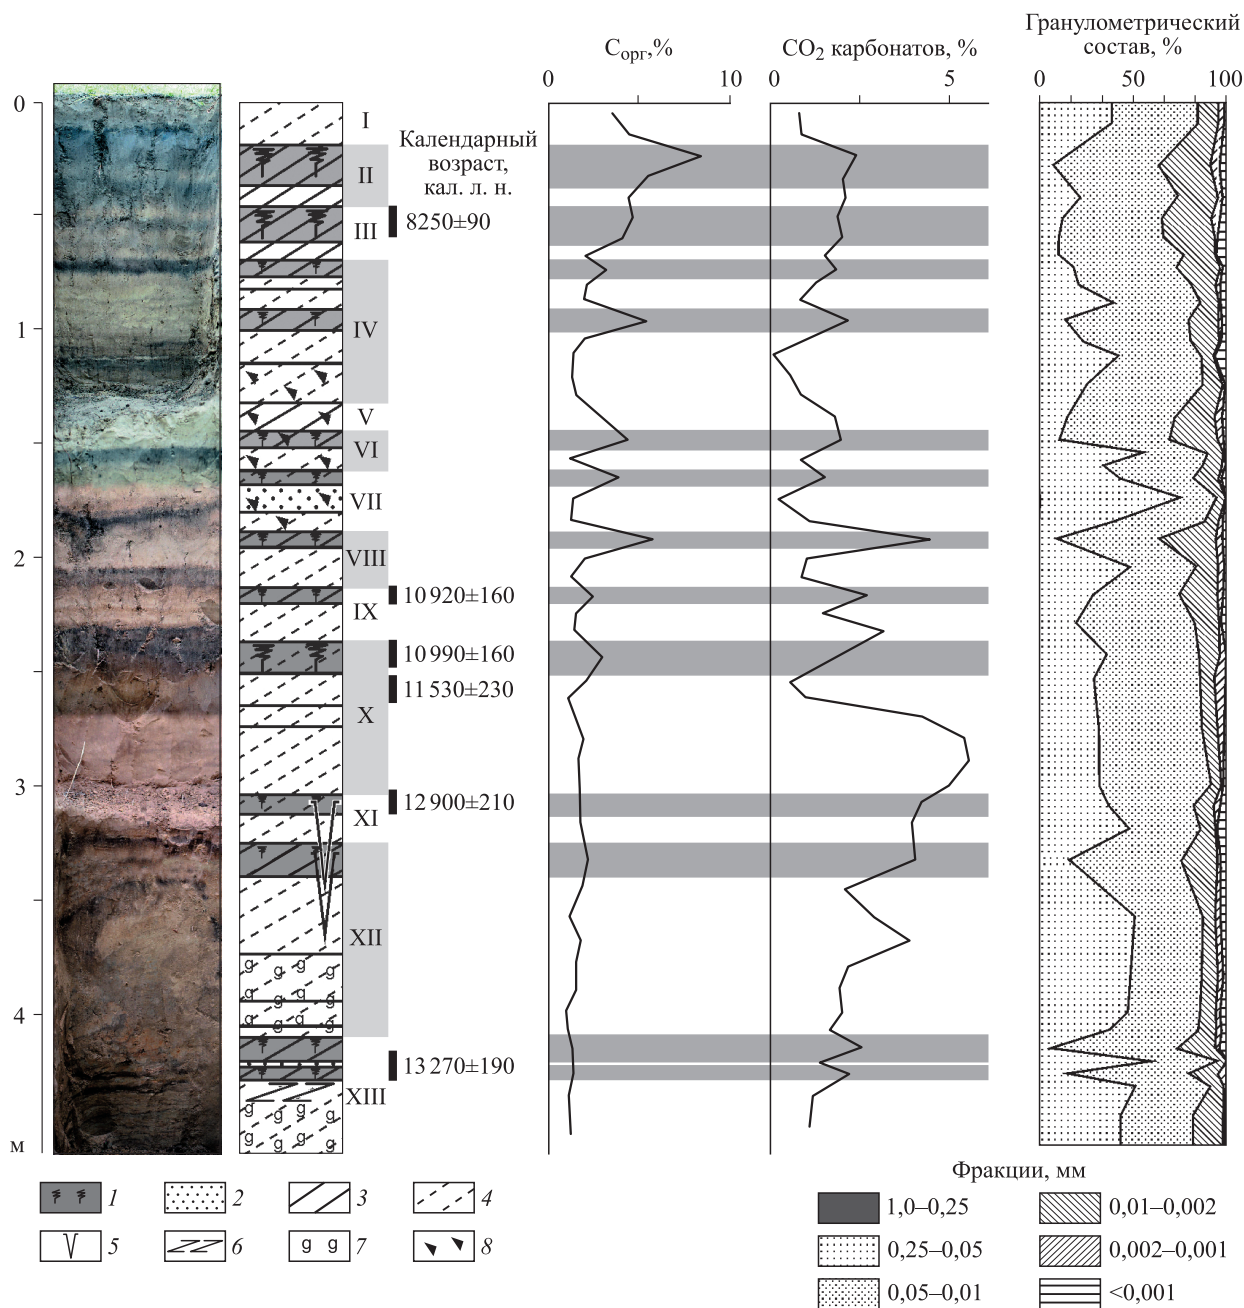 C орг,%
CO2 карбонатов, %
Гранулометрический
состав, %
0 10
0 5
0 50 100
0
1
2
3
4
м
Календарный
возраст,
кал. л. н.
I
II
III
IV
V
VI
VII
VIII
IX
X
XI
XII
XIII
8250±90
10 920±160
10 990±160
11 530±230
12 900±210
13 270±190
g g g g
g g g g
g g g g
g g g g
g g g g
1 2 3 4
5 6 g g 7 8
Фракции, мм
1,0–0,25 0,01–0,002
0,25–0,05 0,002–0,001
0,05–0,01 <0,001